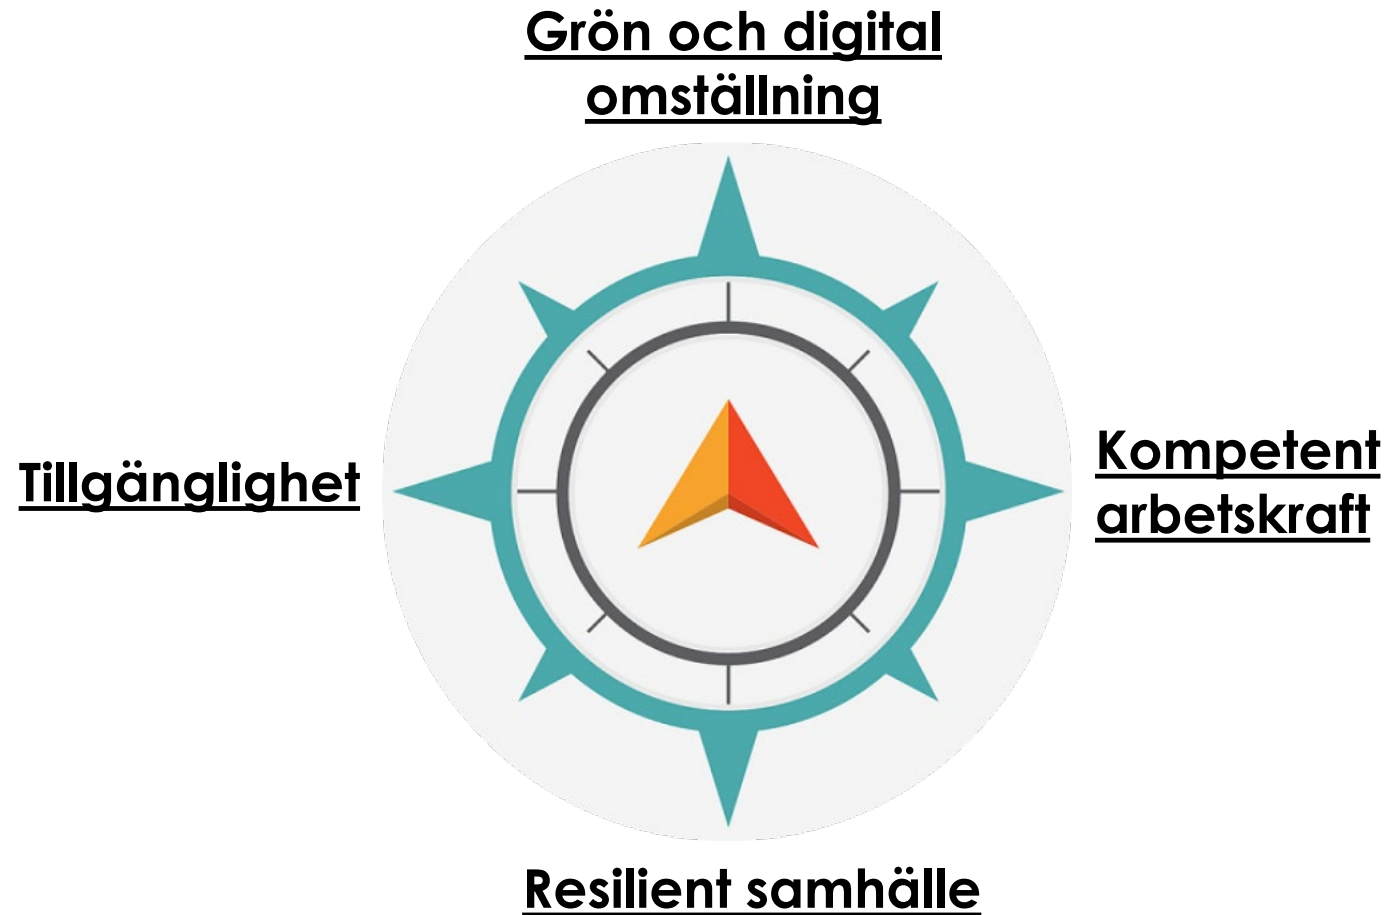 Grön och digital
omställning
Tillgänglighet
Kompetent
arbetskraft
Resilient samhälle